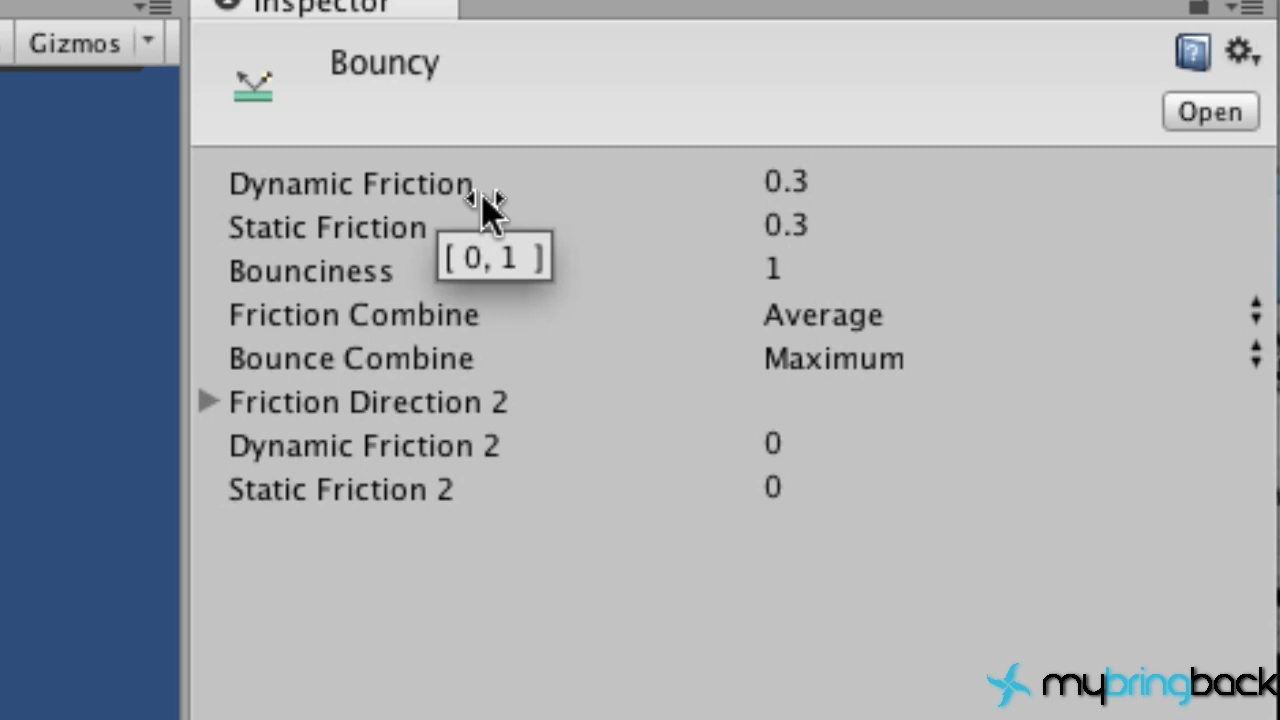 Inspector
Gizmos
Bouncy
Open
Dynamic Friction 0.3
Static Friction 0.3
[ 0, 1 ]
Bounciness 1
Friction Combine Average
Bounce Combine Maximum
Friction Direction 2
Dynamic Friction 2 0
Static Friction 2 0
mybringback